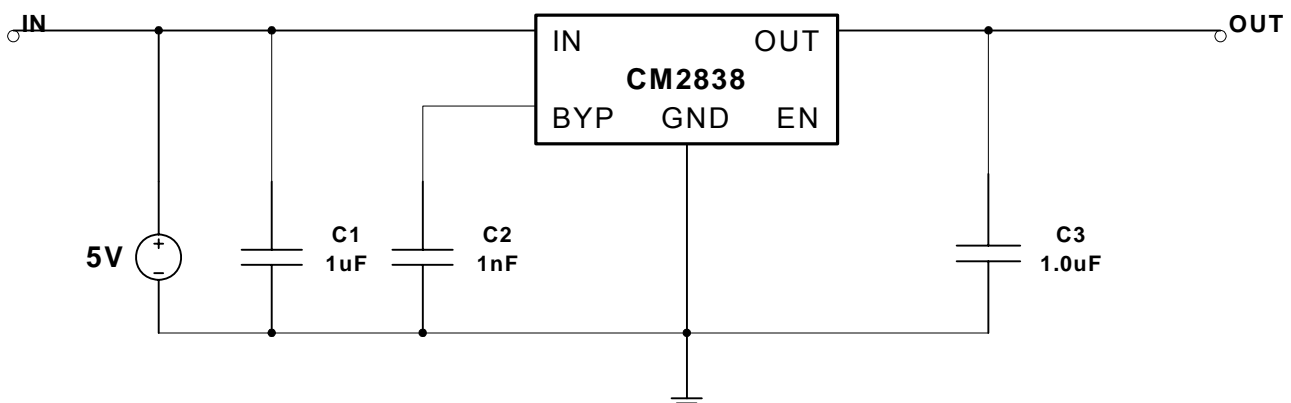 IN
OUT
IN OUT
CM2838
BYP GND EN
5V
+
−
C1
1uF
C2
1nF
C3
1.0uF